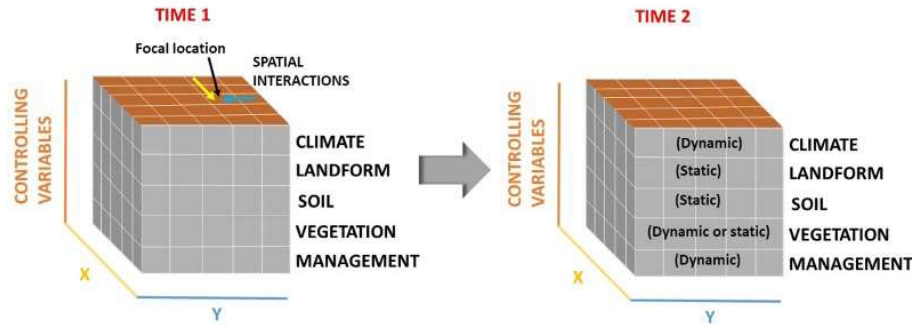 TIME 1
Focal location
SPATIAL
INTERACTIONS
CONTROLLING
VARIABLES
CLIMATE
LANDFORM
SOIL
VEGETATION
MANAGEMENT
X
Y
TIME 2
CONTROLLING
VARIABLES
(Dynamic) CLIMATE
(Static) LANDFORM
(Static) SOIL
(Dynamic or static) VEGETATION
(Dynamic) MANAGEMENT
X
Y